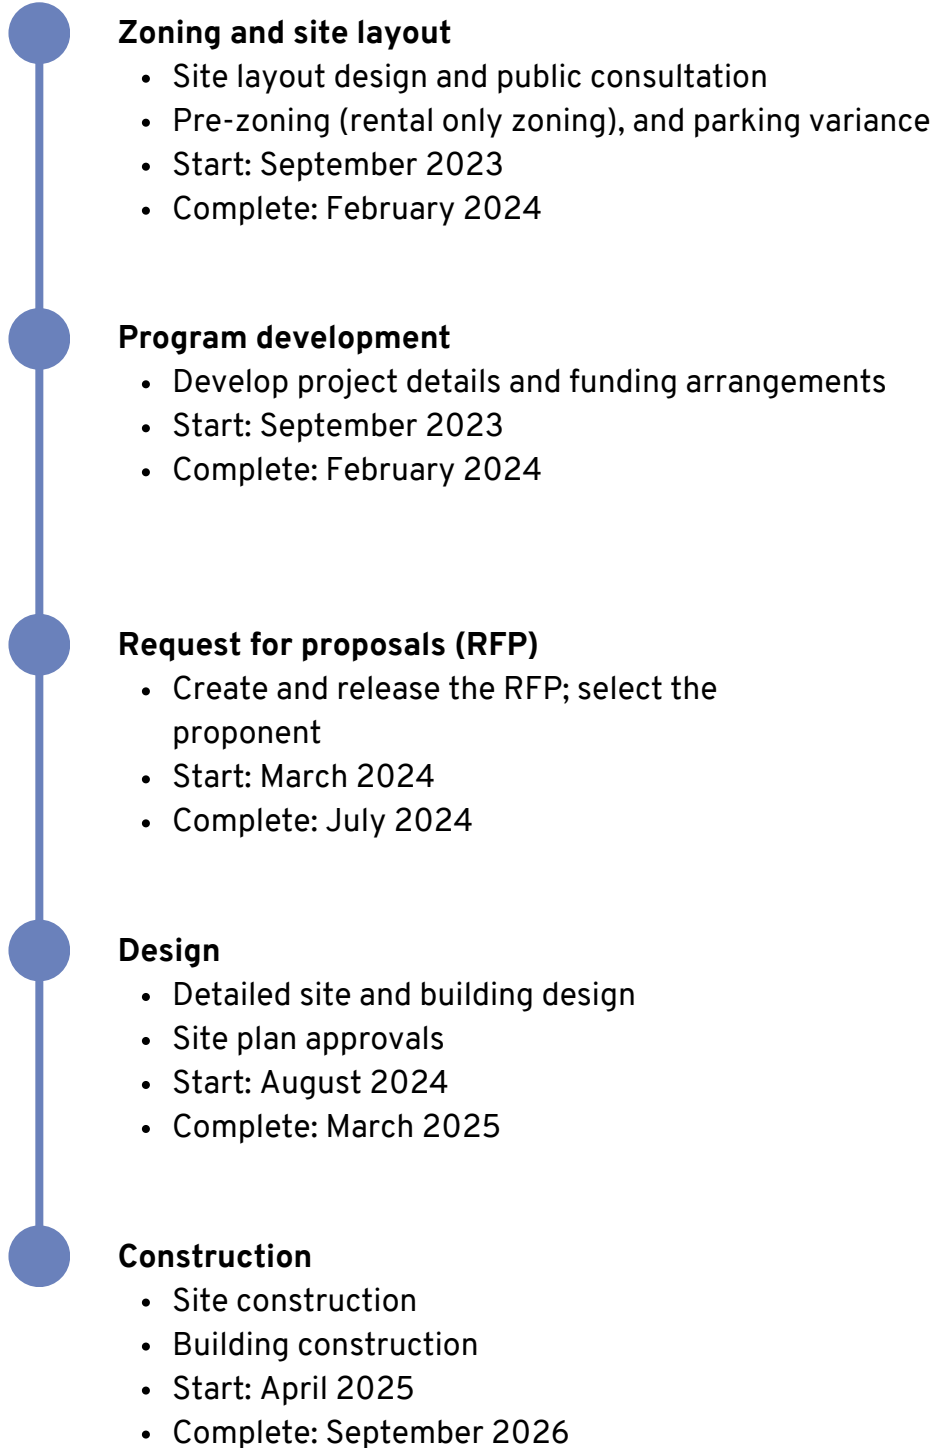 Zoning and site layout
• Site layout design and public consultation
• Pre-zoning (rental only zoning), and parking variance
• Start: September 2023
• Complete: February 2024
Program development
• Develop project details and funding arrangements
• Start: September 2023
• Complete: February 2024
Request for proposals (RFP)
• Create and release the RFP; select the
proponent
• Start: March 2024
• Complete: July 2024
Design
• Detailed site and building design
• Site plan approvals
• Start: August 2024
• Complete: March 2025
Construction
• Site construction
• Building construction
• Start: April 2025
• Complete: September 2026